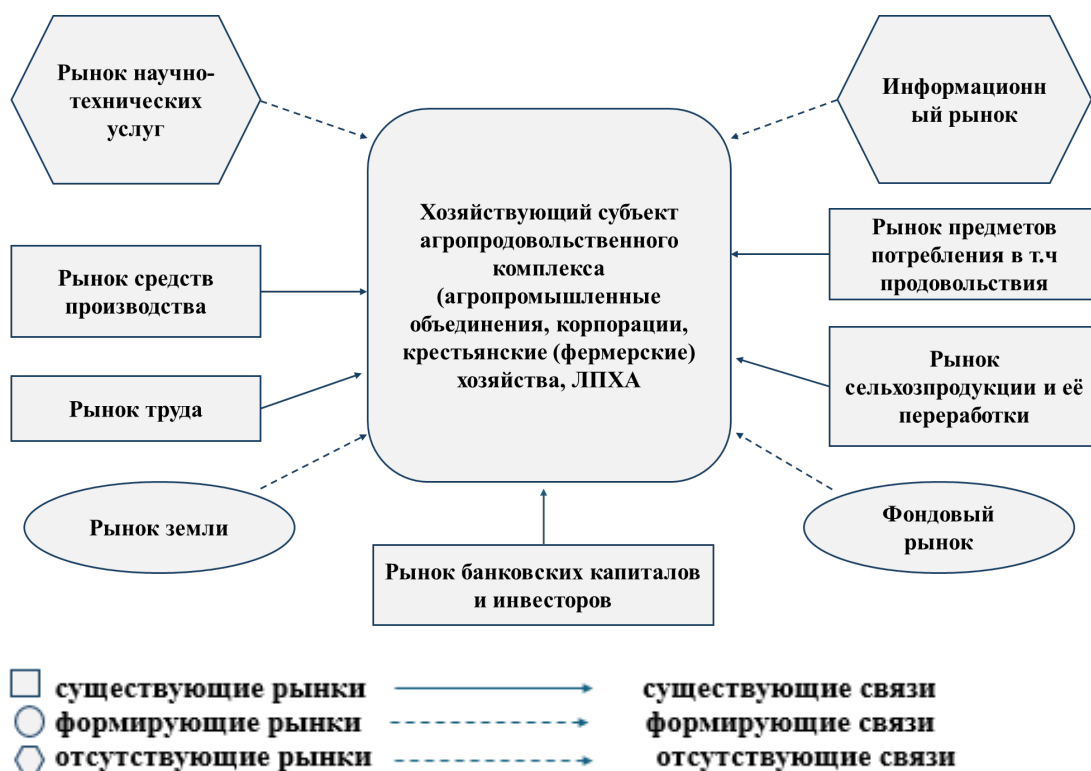 Рынок научно-
технических
услуг
Информационн
ый рынок
Хозяйствующий субъект
агропродовольственного
комплекса
(агропромышленные
объединения, корпорации,
крестьянские (фермерские)
хозяйства, ЛПХА
Рынок средств
производства
Рынок предметов
потребления в т.ч
продовольствия
Рынок труда
Рынок
сельхозпродукции и её
переработки
Рынок земли
Фондовый
рынок
Рынок банковских капиталов
и инвесторов
существующие рынки существующие связи
формирующие рынки формирующие связи
отсутствующие рынки отсутствующие связи